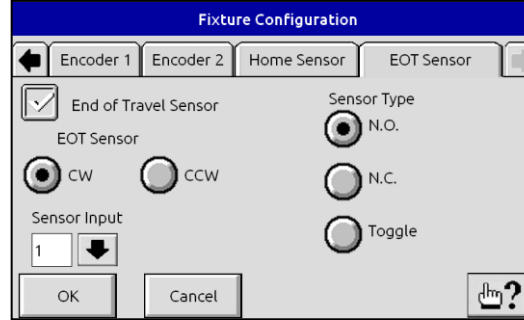 Fixture Configuration
Encoder 1 Encoder 2 Home Sensor EOT Sensor
End of Travel Sensor
Sensor Type
EOT Sensor
N.O.
CW CCW
N.C.
Sensor Input
Toggle
1
OK Cancel ?